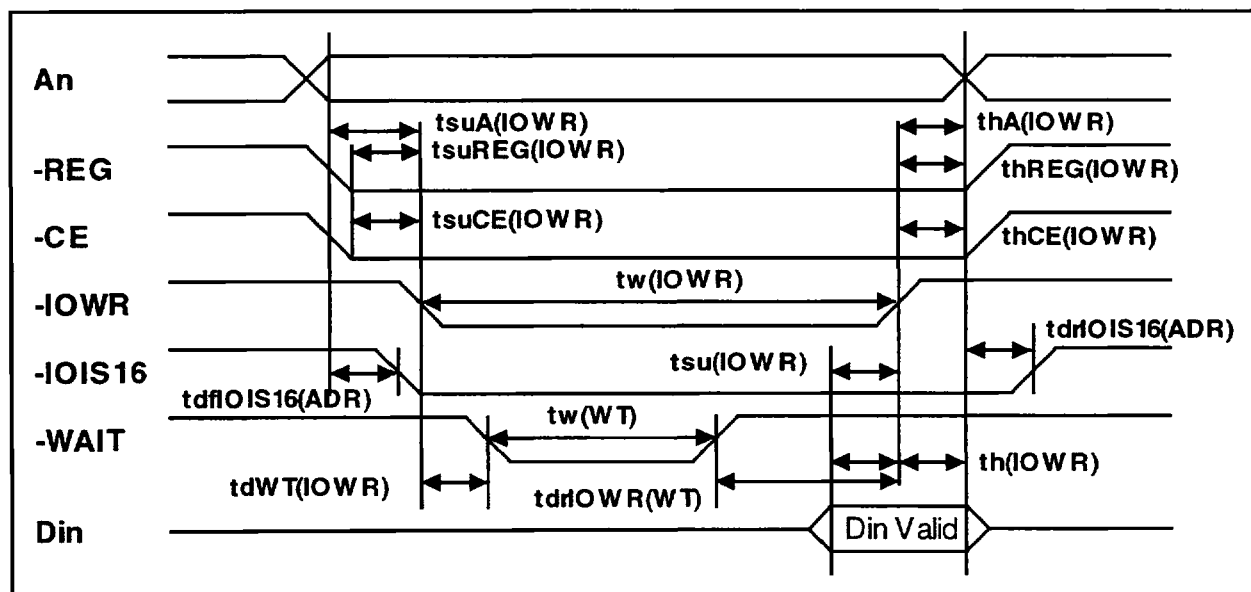 An
tsuA(IOWR)
thA(IOWR)
tsuREG(IOWR)
-REG
thREG(IOWR)
tsuCE(IOWR)
-CE
thCE(IOWR)
tw(IOWR)
-IOWR
tdrIOIS16(ADR)
tsu(IOWR)
-IOIS16
tdfIOIS16(ADR)
tw(WT)
-WAIT
th(IOWR)
tdWT(IOWR)
tdrIOWR(WT)
Din
Din Valid